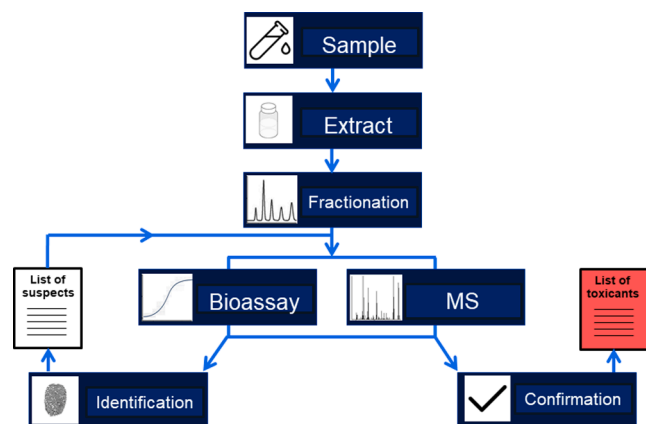 Sample
Extract
Fractionation
List of
suspects
Bioassay
MS
List of
toxicants
Identification
Confirmation